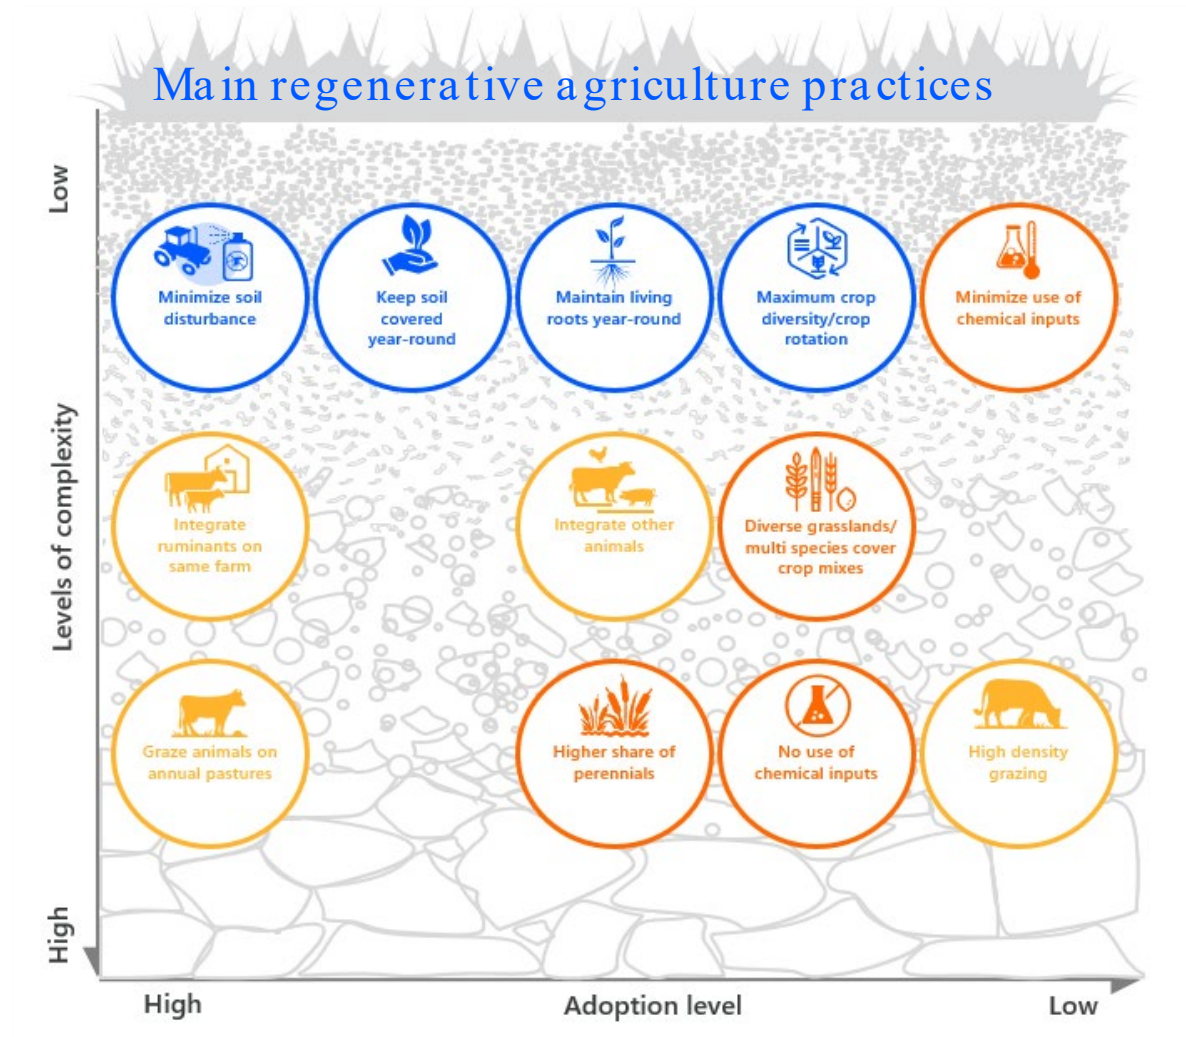 Main regenerative agriculture practices
Low
Minimize soil
disturbance
Keep soil
covered
year-round
Maintain living
roots year-round
Maximum crop
diversity/crop
rotation
Minimize use of
chemical inputs
Levels of complexity
Integrate
ruminants on
same farm
Integrate other
animals
Diverse grasslands/
multi species cover
crop mixes
Graze animals on
annual pastures
Higher share of
perennials
No use of
chemical inputs
High density
grazing
High
High
Adoption level
Low